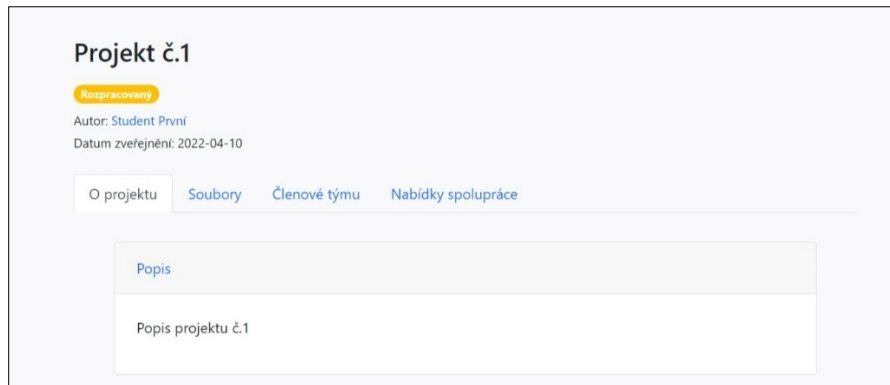 Projekt č.1
Rozpracovaný
Autor: Student První
Datum zveřejnění: 2022-04-10
O projektu Soubory Členové týmu Nabídky spolupráce
Popis
Popis projektu č.1